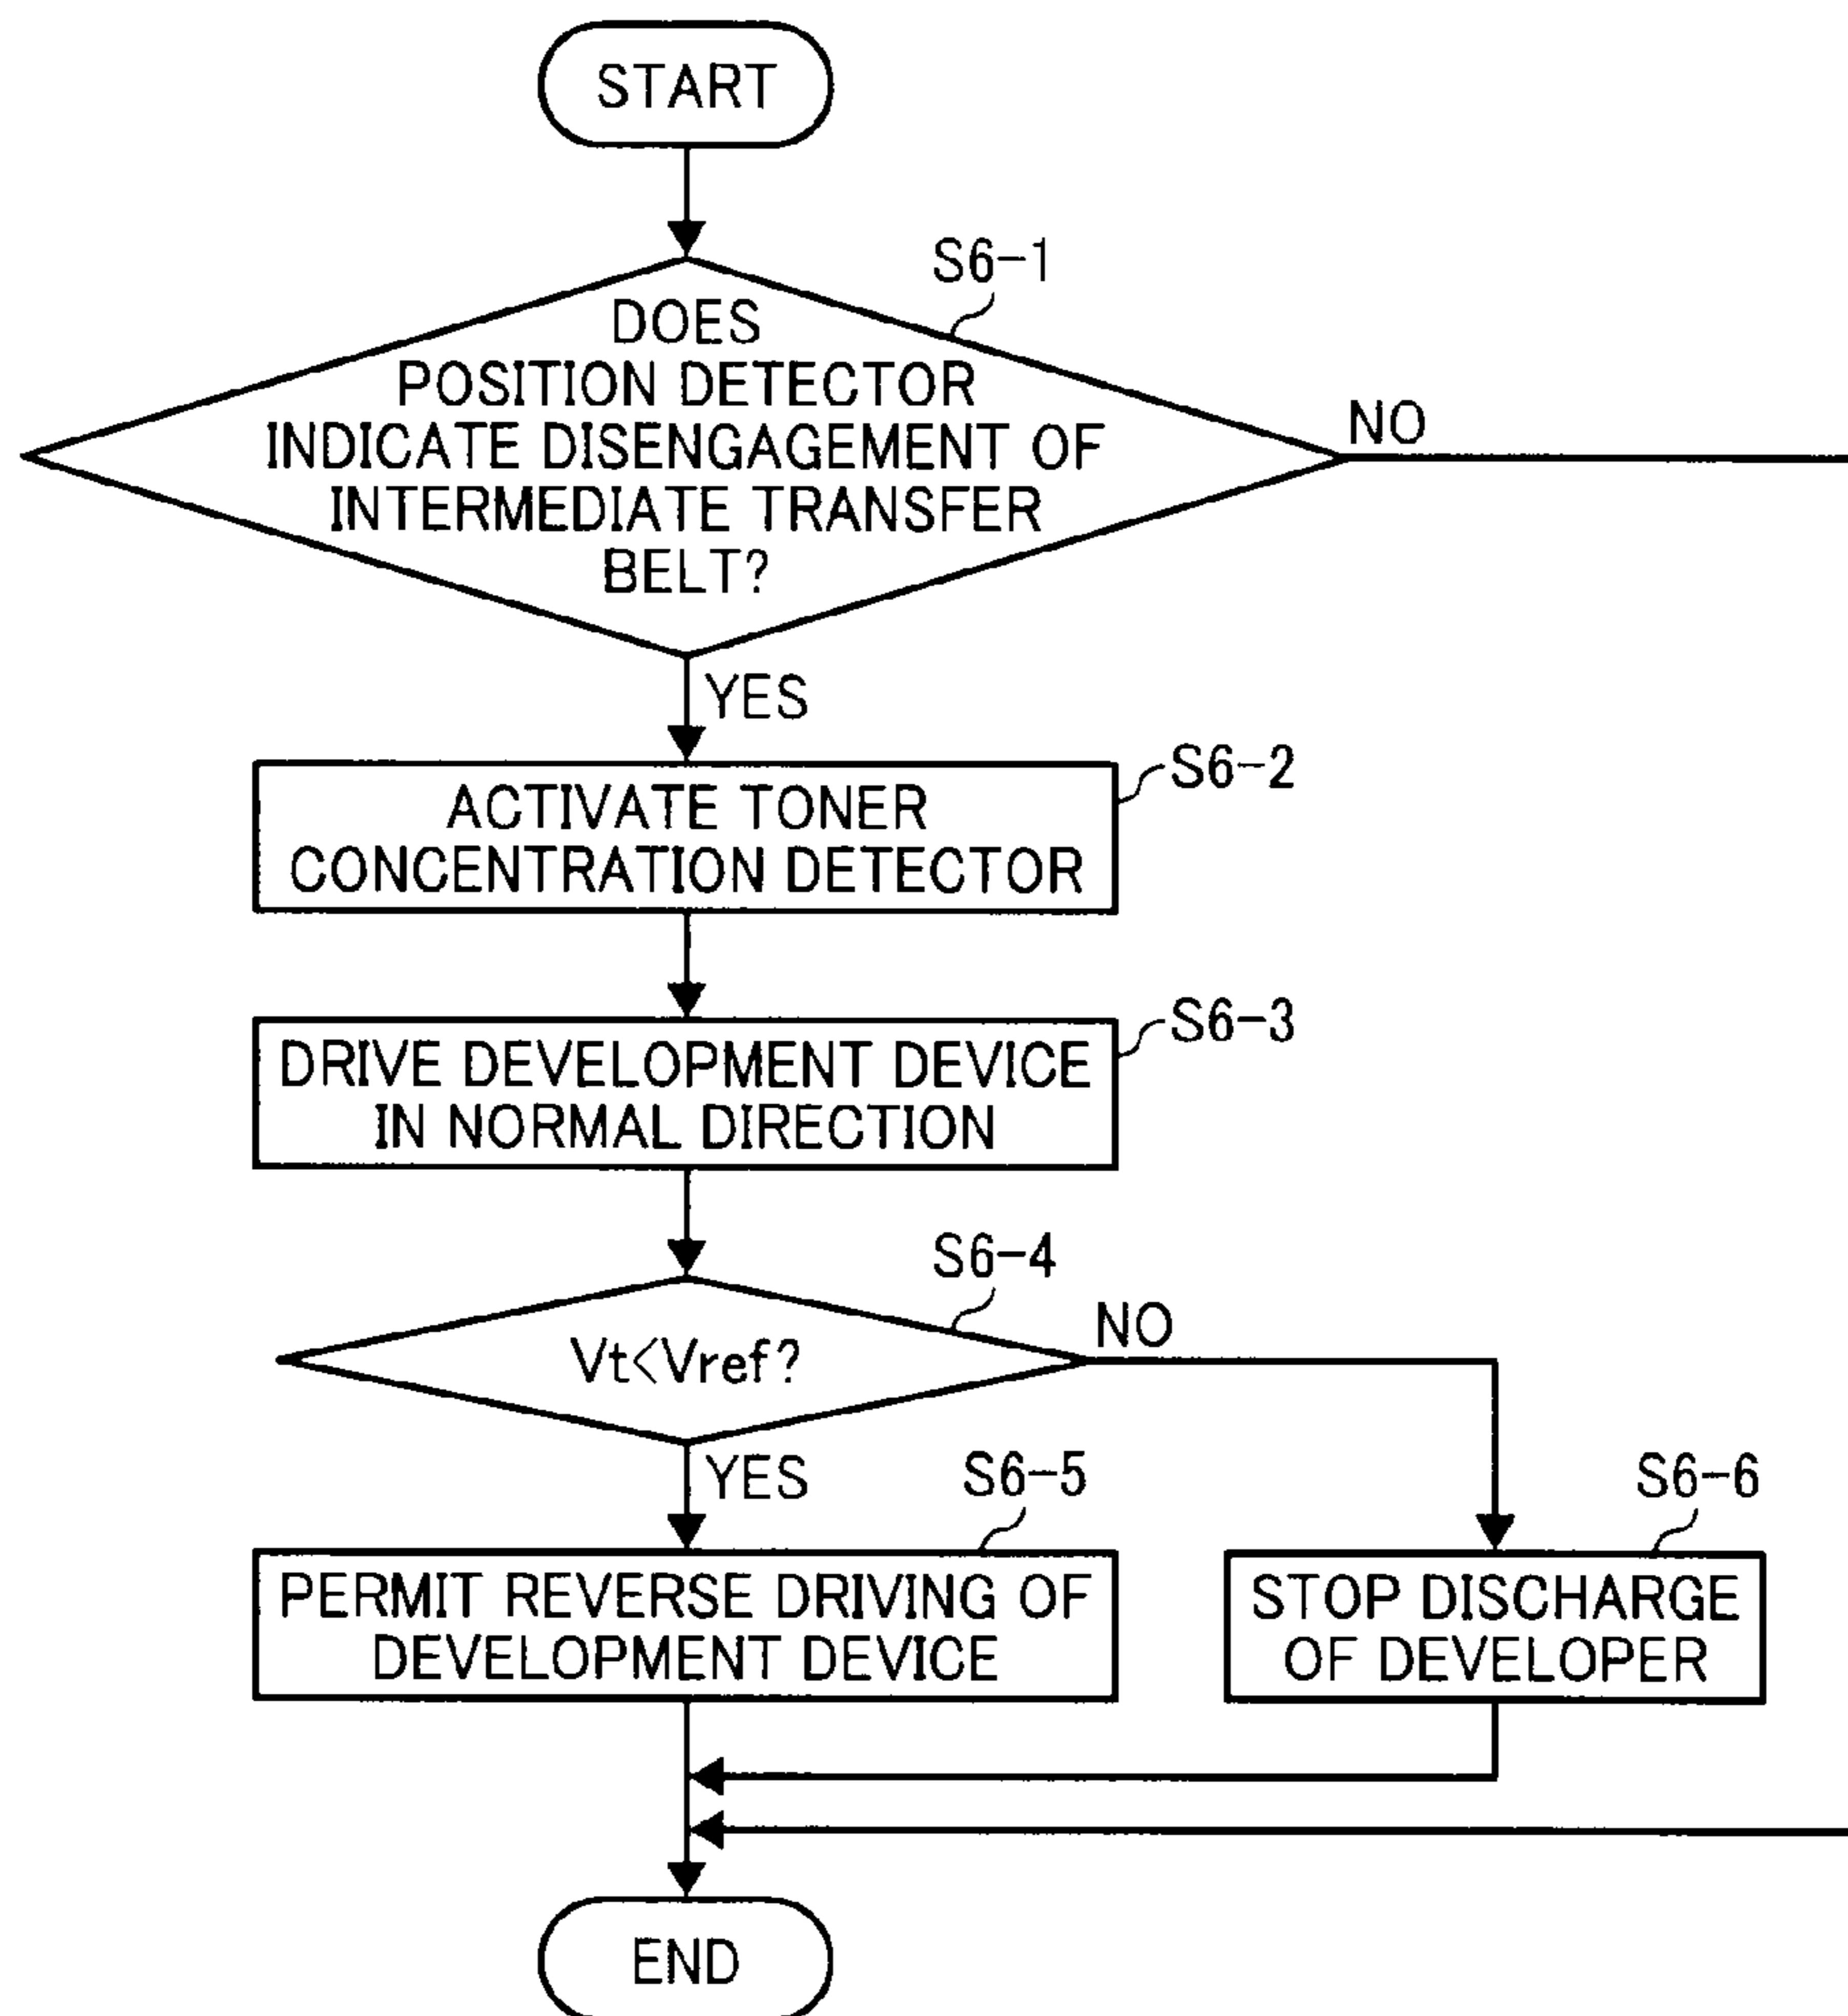 START
S6-1
DOES
POSITION DETECTOR
INDICATE DISENGAGEMENT OF
INTERMEDIATE TRANSFER
BELT?
NO
YES
S6-2
ACTIVATE TONER
CONCENTRATION DETECTOR
S6-3
DRIVE DEVELOPMENT DEVICE
IN NORMAL DIRECTION
S6-4
Vt<Vref?
NO
YES
S6-5
PERMIT REVERSE DRIVING OF
DEVELOPMENT DEVICE
S6-6
STOP DISCHARGE
OF DEVELOPER
END